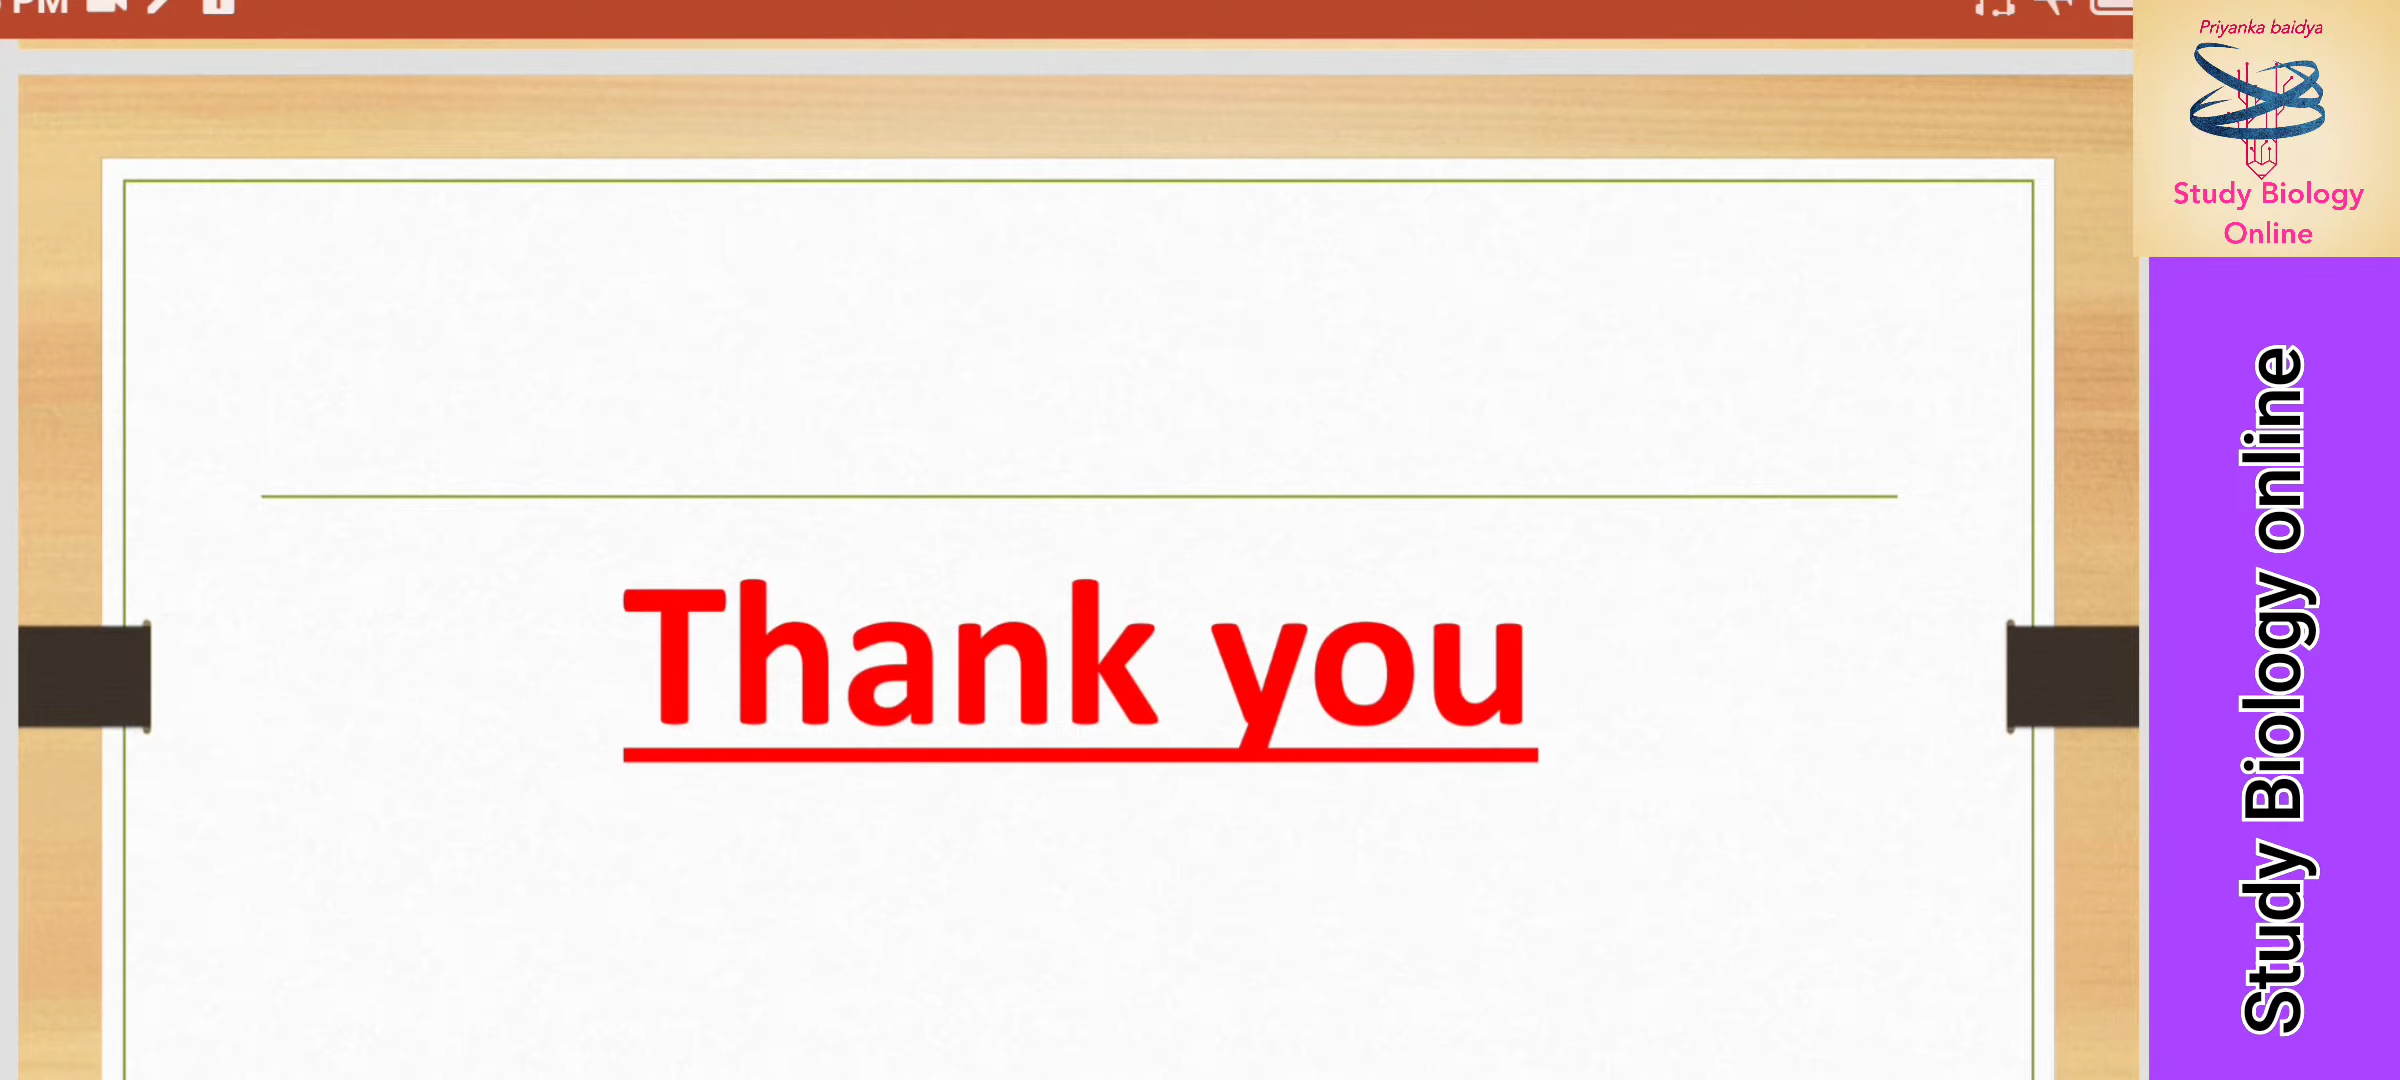 PM
Priyanka baidya
Study Biology
Online
Thank you
Study Biology online